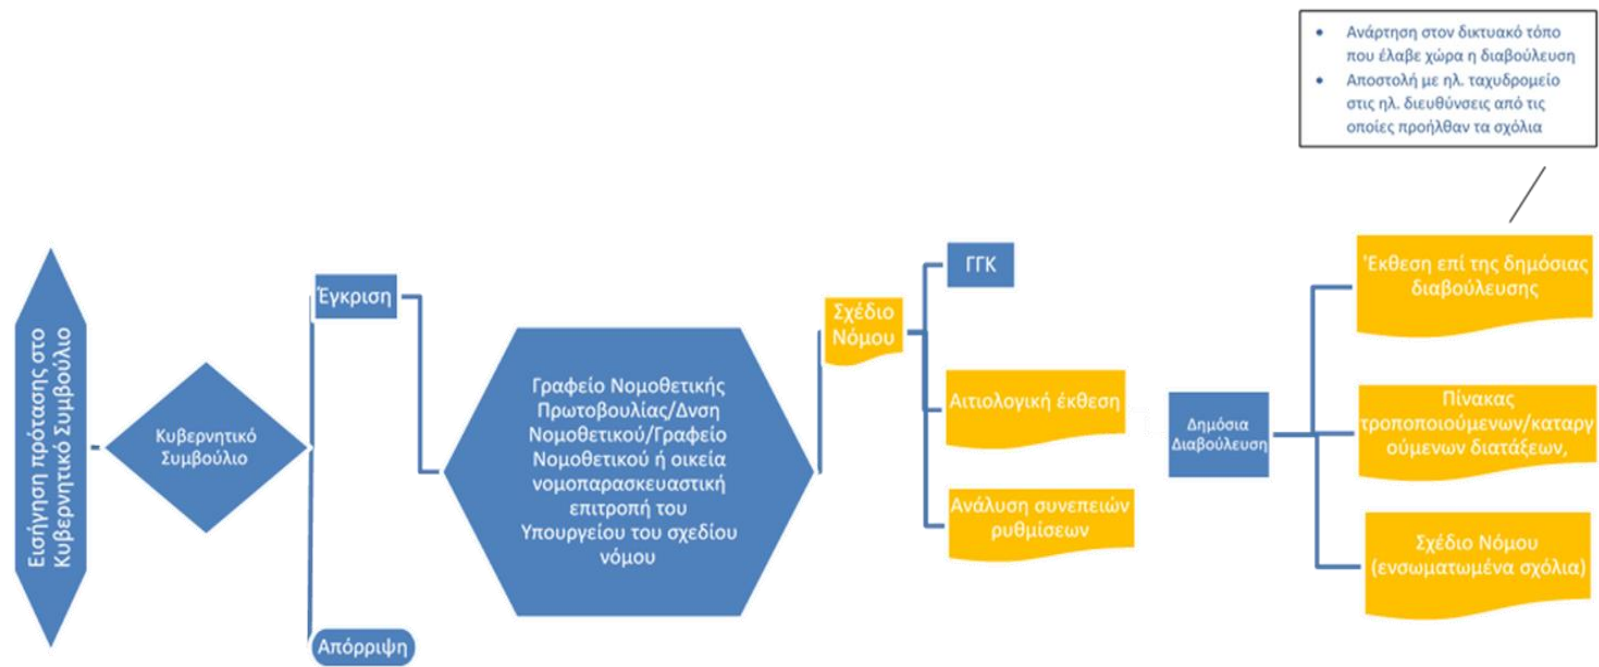 Ανάρτηση στον δικτυακό τόπο
που έλαβε χώρα η διαβούλευση
Αποστολή με ηλ. ταχυδρομείο
στις ηλ. διευθύνσεις από τις
οποίες προήλθαν τα σχόλια
Εισήγηση πρότασης στο
Κυβερνητικό Συμβούλιο
Κυβερνητικό
Συμβούλιο
Έγκριση
Απόρριψη
Γραφείο Νομοθετικής
Πρωτοβουλίας/Δνση
Νομοθετικού/Γραφείο
Νομοθετικού ή οικεία
νομοπαρασκευαστική
επιτροπή του
Υπουργείου του σχεδίου
νόμου
Σχέδιο
Νόμου
ΓΓΚ
Αιτιολογική έκθεση
Ανάλυση συνεπειών
ρυθμίσεων
Δημόσια
Διαβούλευση
Έκθεση επί της δημόσιας
διαβούλευσης
Πίνακας
τροποποιούμενων/καταργ
ούμενων διατάξεων,
Σχέδιο Νόμου
(ενσωματωμένα σχόλια)